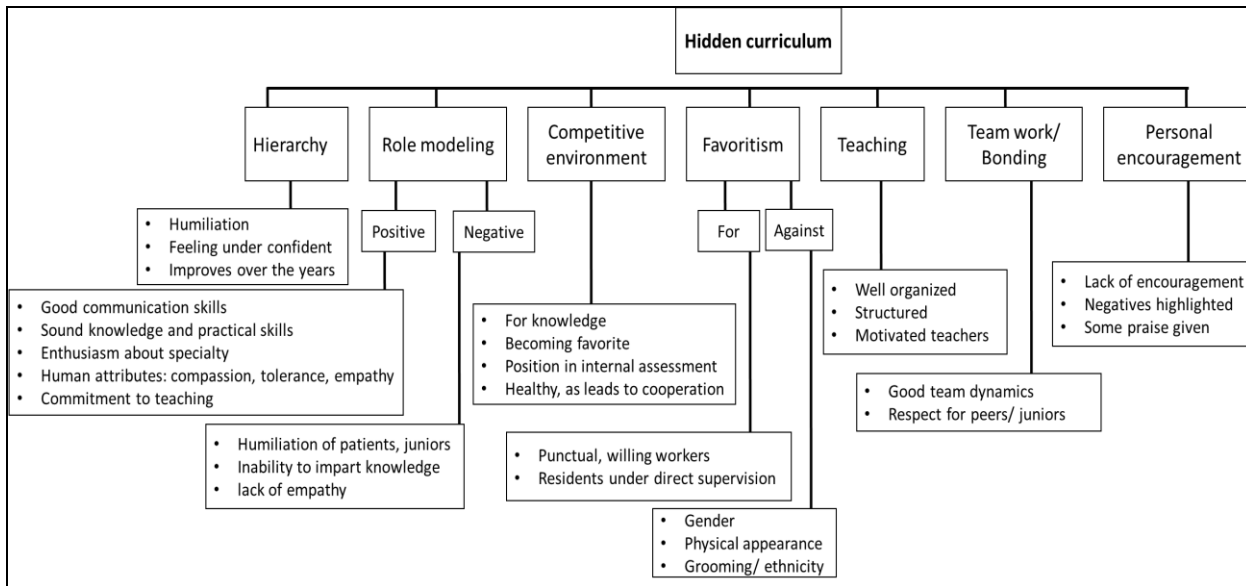 Hidden curriculum
Hierarchy
Role modeling
Competitive
environment
Favoritism
Teaching
Team work/
Bonding
Personal
encouragement
• Humiliation
• Feeling under confident
• Improves over the years
Positive
Negative
For
Against
• Good communication skills
• Sound knowledge and practical skills
• Enthusiasm about specialty
• Human attributes: compassion, tolerance, empathy
• Commitment to teaching
• Humiliation of patients, juniors
• Inability to impart knowledge
• lack of empathy
• For knowledge
• Becoming favorite
• Position in internal assessment
• Healthy, as leads to cooperation
• Punctual, willing workers
• Residents under direct supervision
• Gender
• Physical appearance
• Grooming/ ethnicity
• Well organized
• Structured
• Motivated teachers
• Good team dynamics
• Respect for peers/ juniors
• Lack of encouragement
• Negatives highlighted
• Some praise given